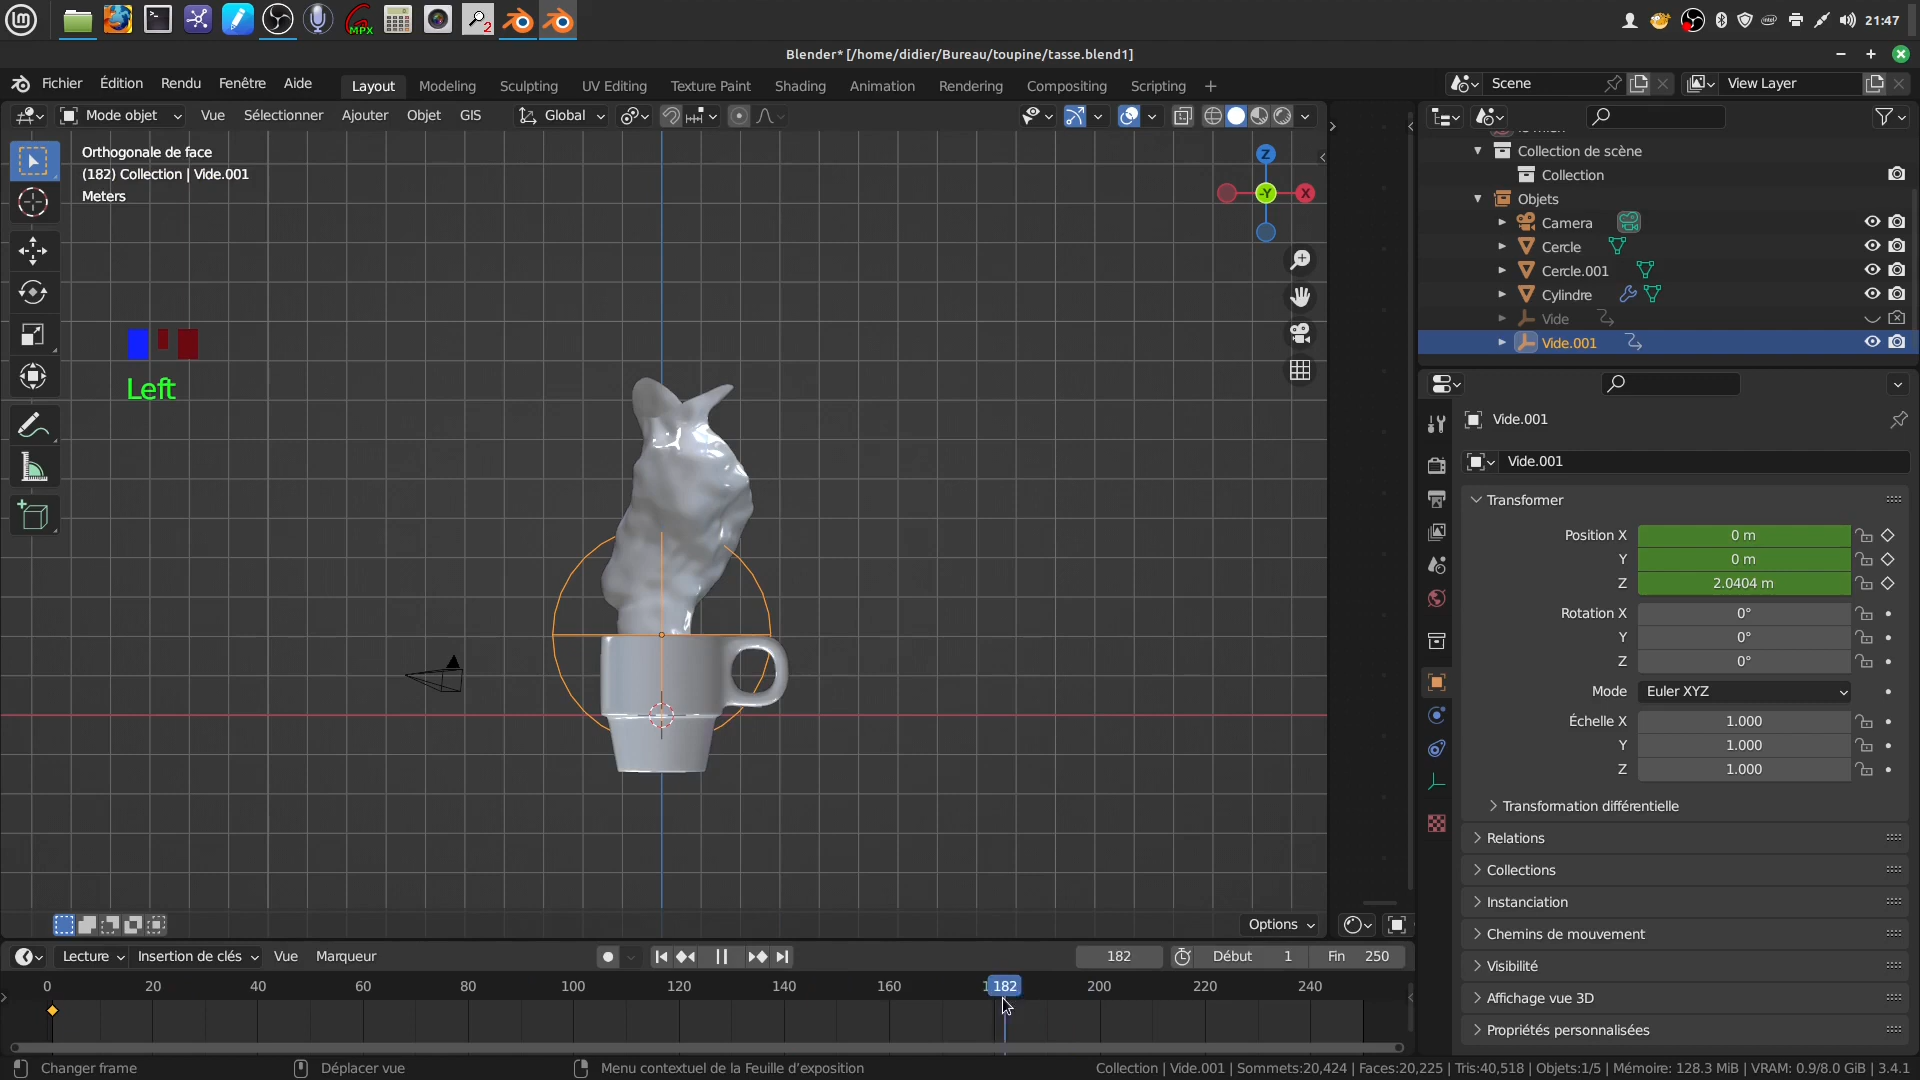 MPX
2
21:47
Blender* [/home/didier/Bureau/toupine/tasse.blend1]
Fichier Édition Rendu Fenêtre Aide
Layout Modeling Sculpting UV Editing Texture Paint Shading Animation Rendering Compositing Scripting +
Scene
View Layer
Mode objet Vue Sélectionner Ajouter Objet GIS
Global
Orthogonale de face
(182) Collection | Vide.001
Meters
Z
-Y
X
Left
Collection de scène
Collection
Objets
Camera
Cercle
Cercle.001
Cylindre
Vide
Vide.001
Vide.001
Vide.001
Transformer
Position X 0 m
Y 0 m
Z 2.0404 m
Rotation X 0°
Y 0°
Z 0°
Mode Euler XYZ
Échelle X 1.000
Y 1.000
Z 1.000
Transformation différentielle
Relations
Collections
Instanciation
Chemins de mouvement
Visibilité
Affichage vue 3D
Propriétés personnalisées
Options
Lecture Insertion de clés Vue Marqueur
182
Début 1
Fin 250
0 20 40 60 80 100 120 140 160 182 200 220 240
Changer frame
Déplacer vue
Menu contextuel de la Feuille d'exposition
Collection | Vide.001 | Sommets:20,424 | Faces:20,225 | Tris:40,518 | Objets:1/5 | Mémoire: 128.3 MiB | VRAM: 0.9/8.0 GiB | 3.4.1